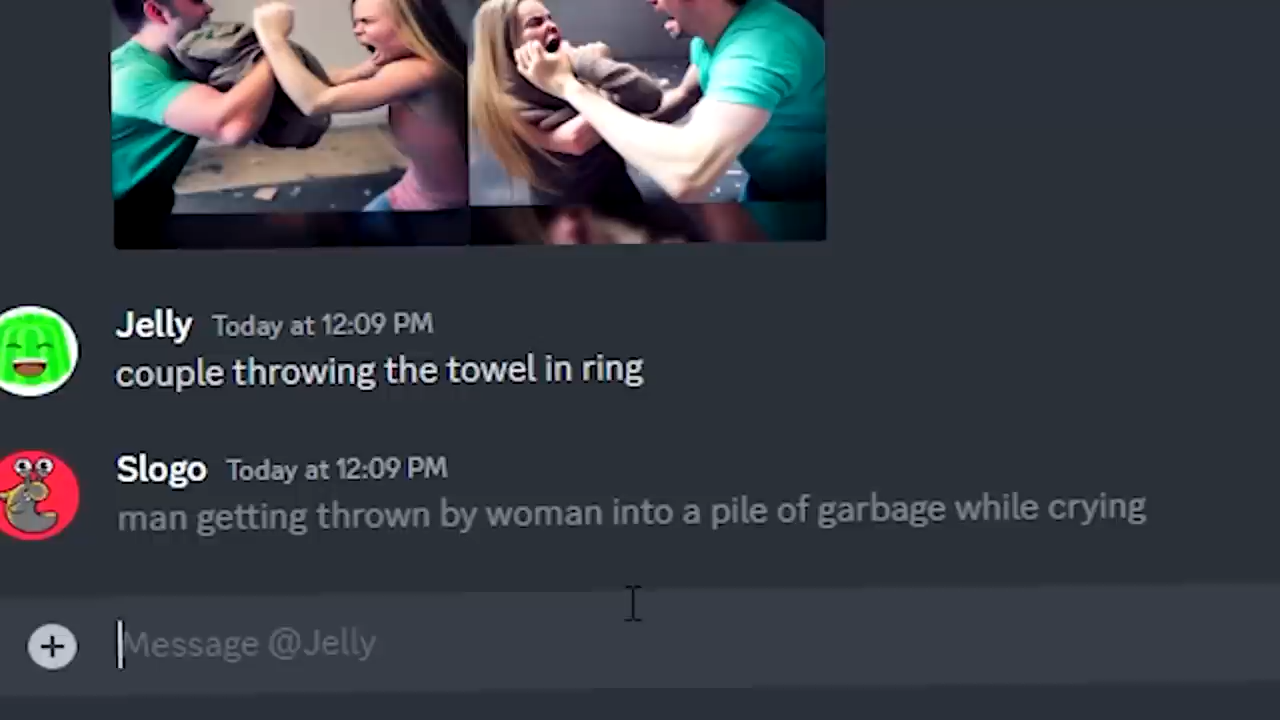 Jelly Today at 12:09 PM
couple throwing the towel in ring
Slogo Today at 12:09 PM
man getting thrown by woman into a pile of garbage while crying
Message @Jelly